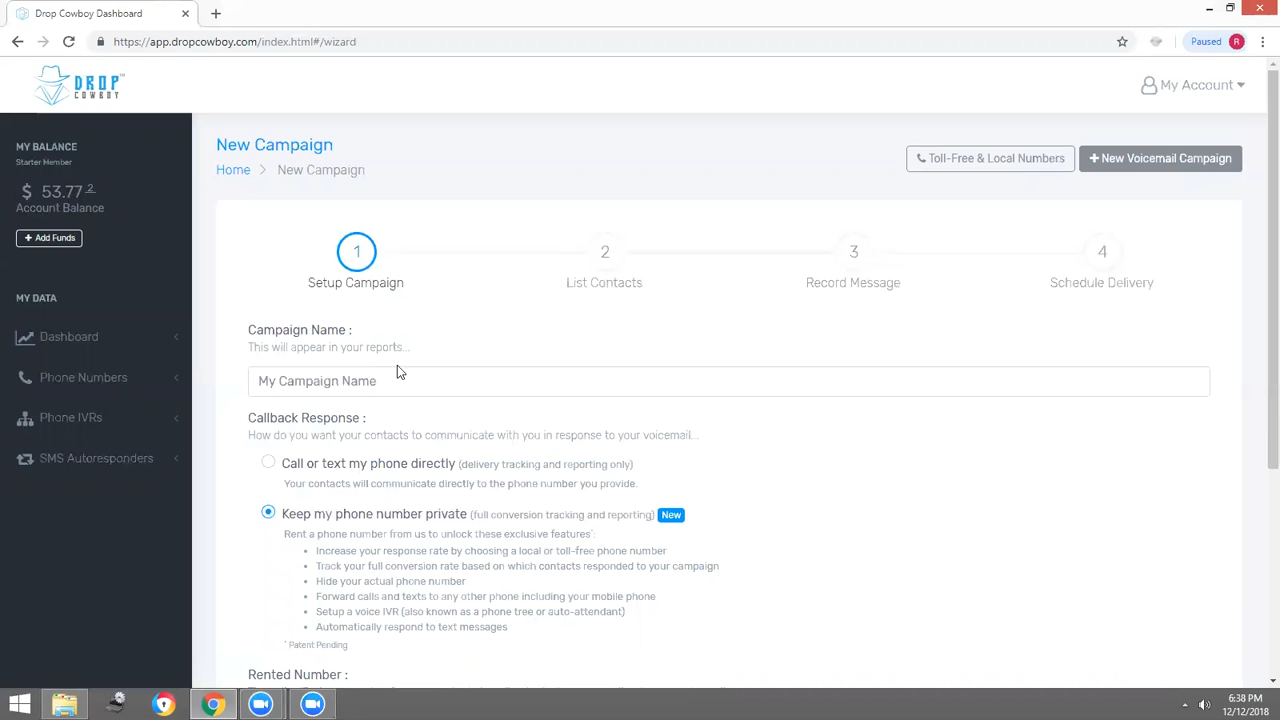 Drop Cowboy Dashboard
https://app.dropcowboy.com/index.html#/wizard
Paused R
DROP
COWBOY
My Account
MY BALANCE
Starter Member
$ 53.77 2
Account Balance
+ Add Funds
MY DATA
Dashboard
Phone Numbers
Phone IVRs
SMS Autoresponders
New Campaign
Home > New Campaign
Toll-Free & Local Numbers
+ New Voicemail Campaign
1
Setup Campaign
2
List Contacts
3
Record Message
4
Schedule Delivery
Campaign Name :
This will appear in your reports...
My Campaign Name
Callback Response :
How do you want your contacts to communicate with you in response to your voicemail...
Call or text my phone directly (delivery tracking and reporting only)
Your contacts will communicate directly to the phone number you provide.
Keep my phone number private (full conversion tracking and reporting) New
Rent a phone number from us to unlock these exclusive features*:
• Increase your response rate by choosing a local or toll-free phone number
• Track your full conversion rate based on which contacts responded to your campaign
• Hide your actual phone number
• Forward calls and texts to any other phone including your mobile phone
• Setup a voice IVR (also known as a phone tree or auto-attendant)
• Automatically respond to text messages
* Patent Pending
Rented Number :
6:38 PM
12/12/2018